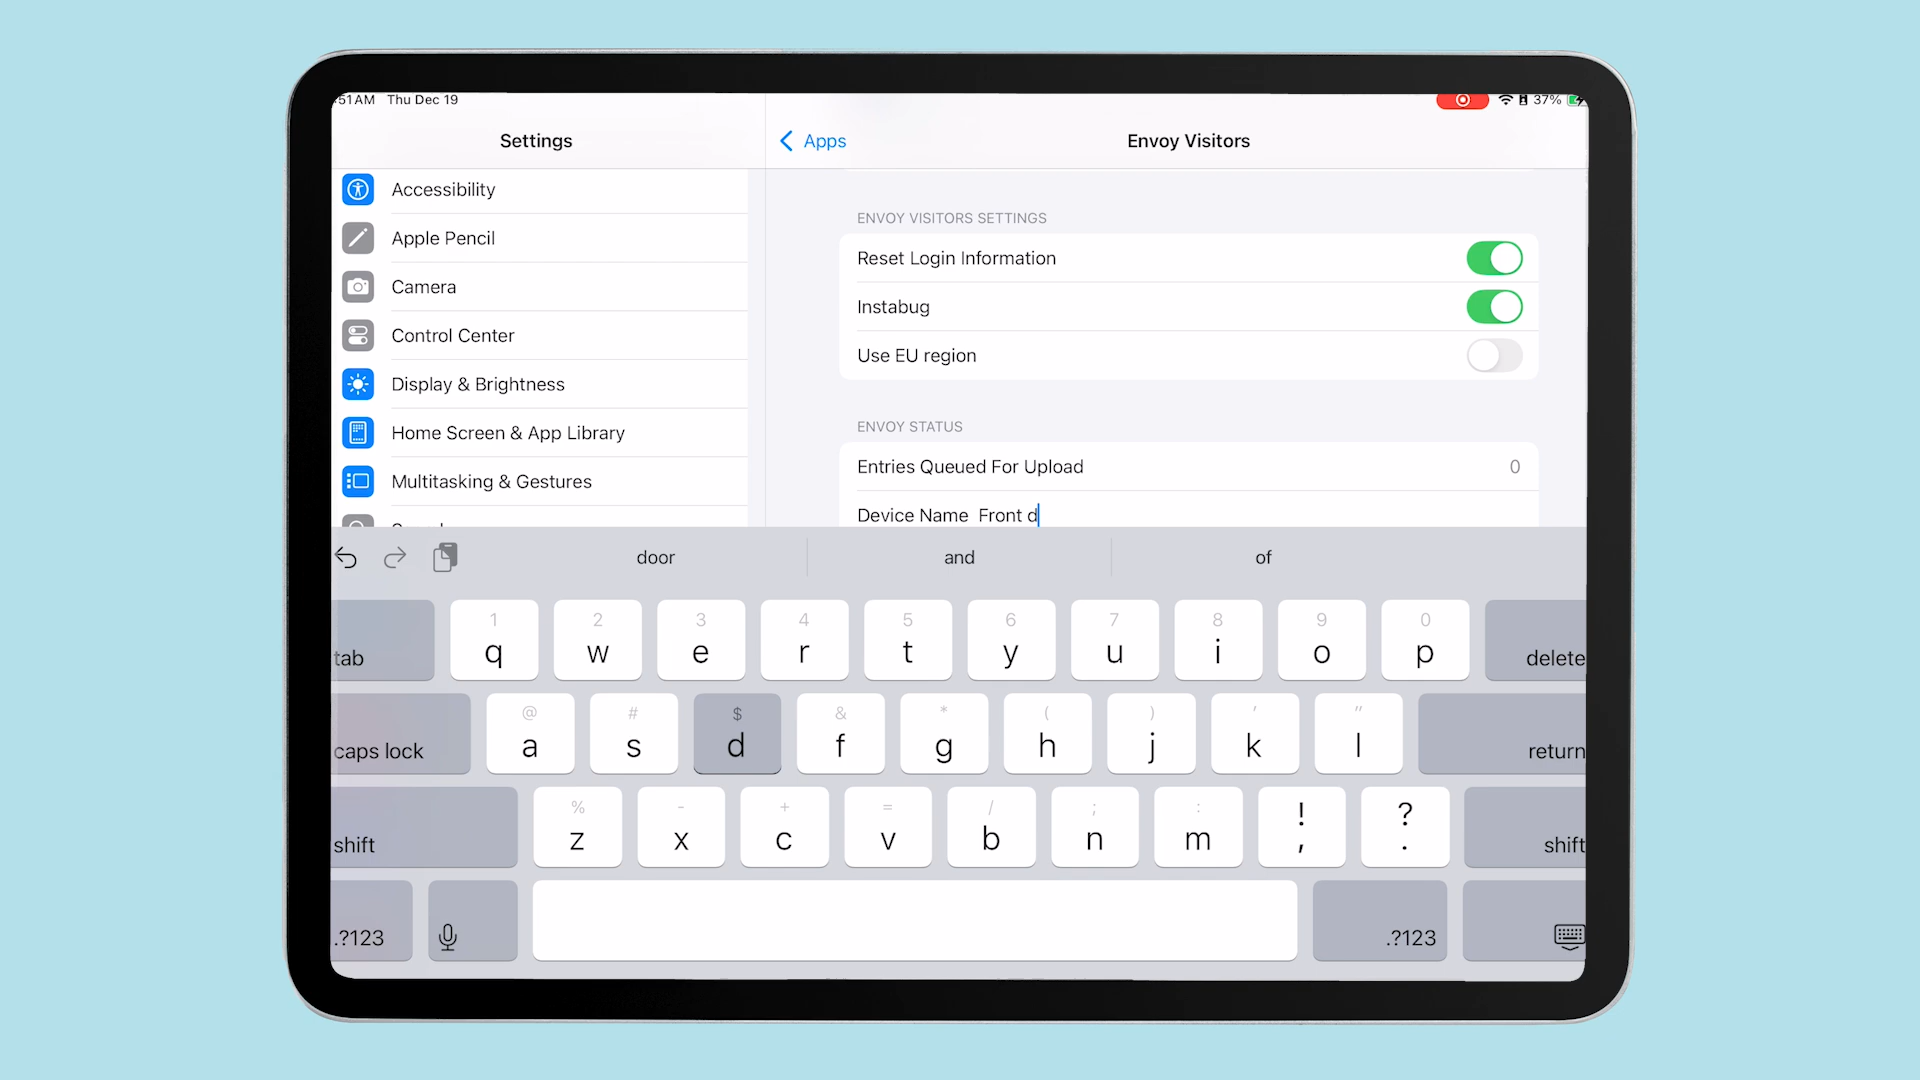 51 AM Thu Dec 19
37%
Settings
Apps
Envoy Visitors
Accessibility
Apple Pencil
Camera
Control Center
Display & Brightness
Home Screen & App Library
Multitasking & Gestures
ENVOY VISITORS SETTINGS
Reset Login Information
Instabug
Use EU region
ENVOY STATUS
Entries Queued For Upload 0
Device Name Front d
door and of
1 2 3 4 5 6 7 8 9 0
tab q w e r t y u i o p delete
@ # $ & * ( ) ' "
caps lock a s d f g h j k l return
% - + = / ; : ! ?
shift z x c v b n m , . shift
.?123 .?123